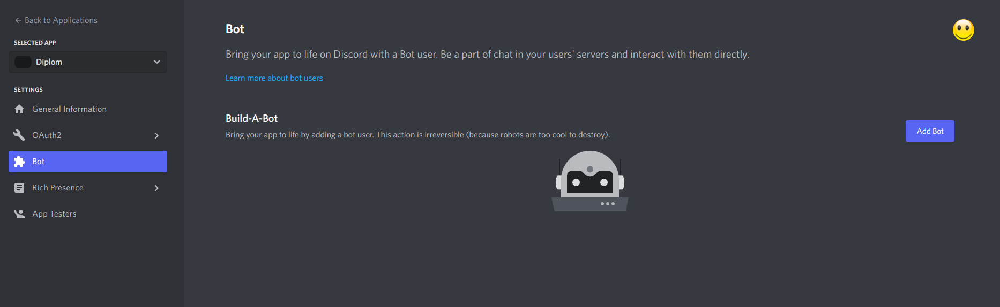 Back to Applications
SELECTED APP
Diplom
SETTINGS
General Information
OAuth2
Bot
Rich Presence
App Testers
Bot
Bring your app to life on Discord with a Bot user. Be a part of chat in your users' servers and interact with them directly.
Learn more about bot users
Build-A-Bot
Bring your app to life by adding a bot user. This action is irreversible (because robots are too cool to destroy).
Add Bot